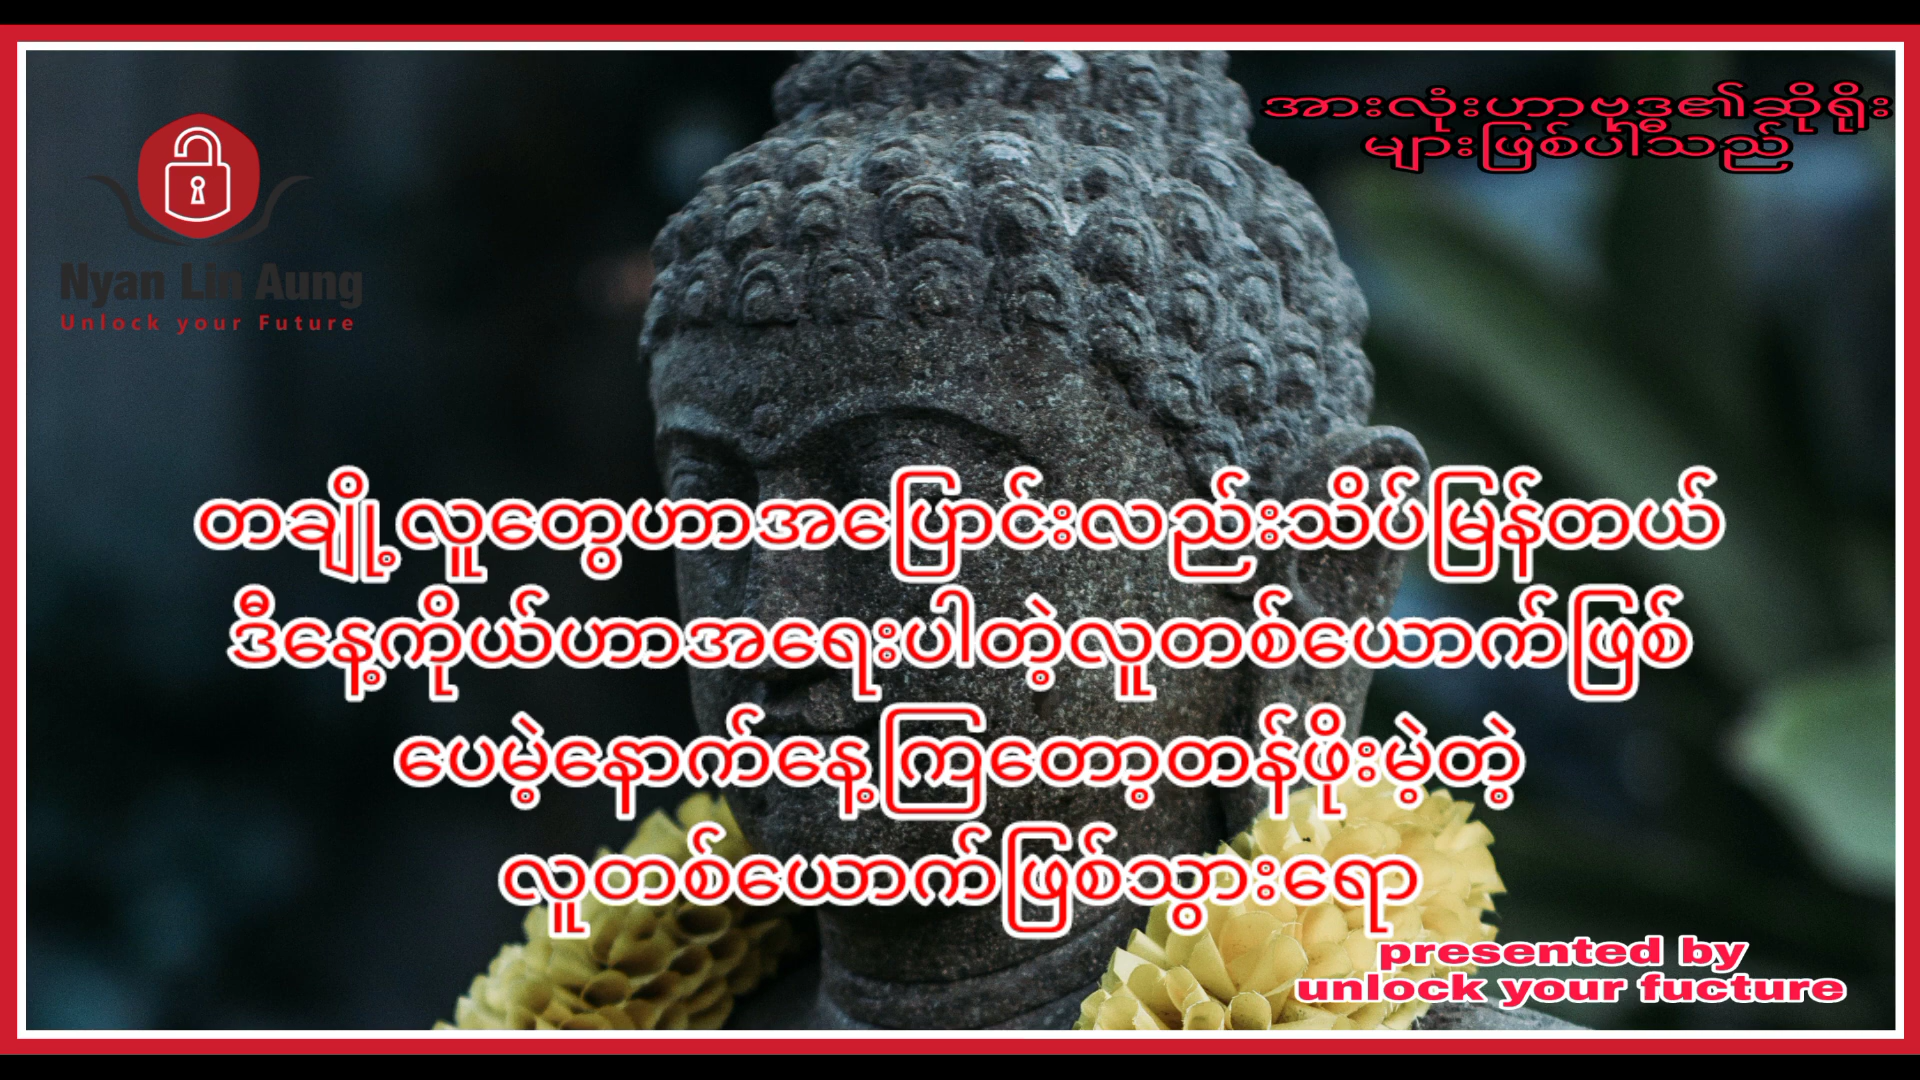 အားလုံးဟာဗုဒ္ဓ၏ဆိုရိုး
များဖြစ်ပါသည်
Nyan Lin Aung
Unlock your Future
တချို့လူတွေဟာအပြောင်းလည်းသိပ်မြန်တယ်
ဒီနေ့ကိုယ်ဟာအရေးပါတဲ့လူတစ်ယောက်ဖြစ်
ပေမဲ့နောက်နေ့ကြတော့တန်ဖိုးမဲ့တဲ့
လူတစ်ယောက်ဖြစ်သွားရော
presented by
unlock your fucture